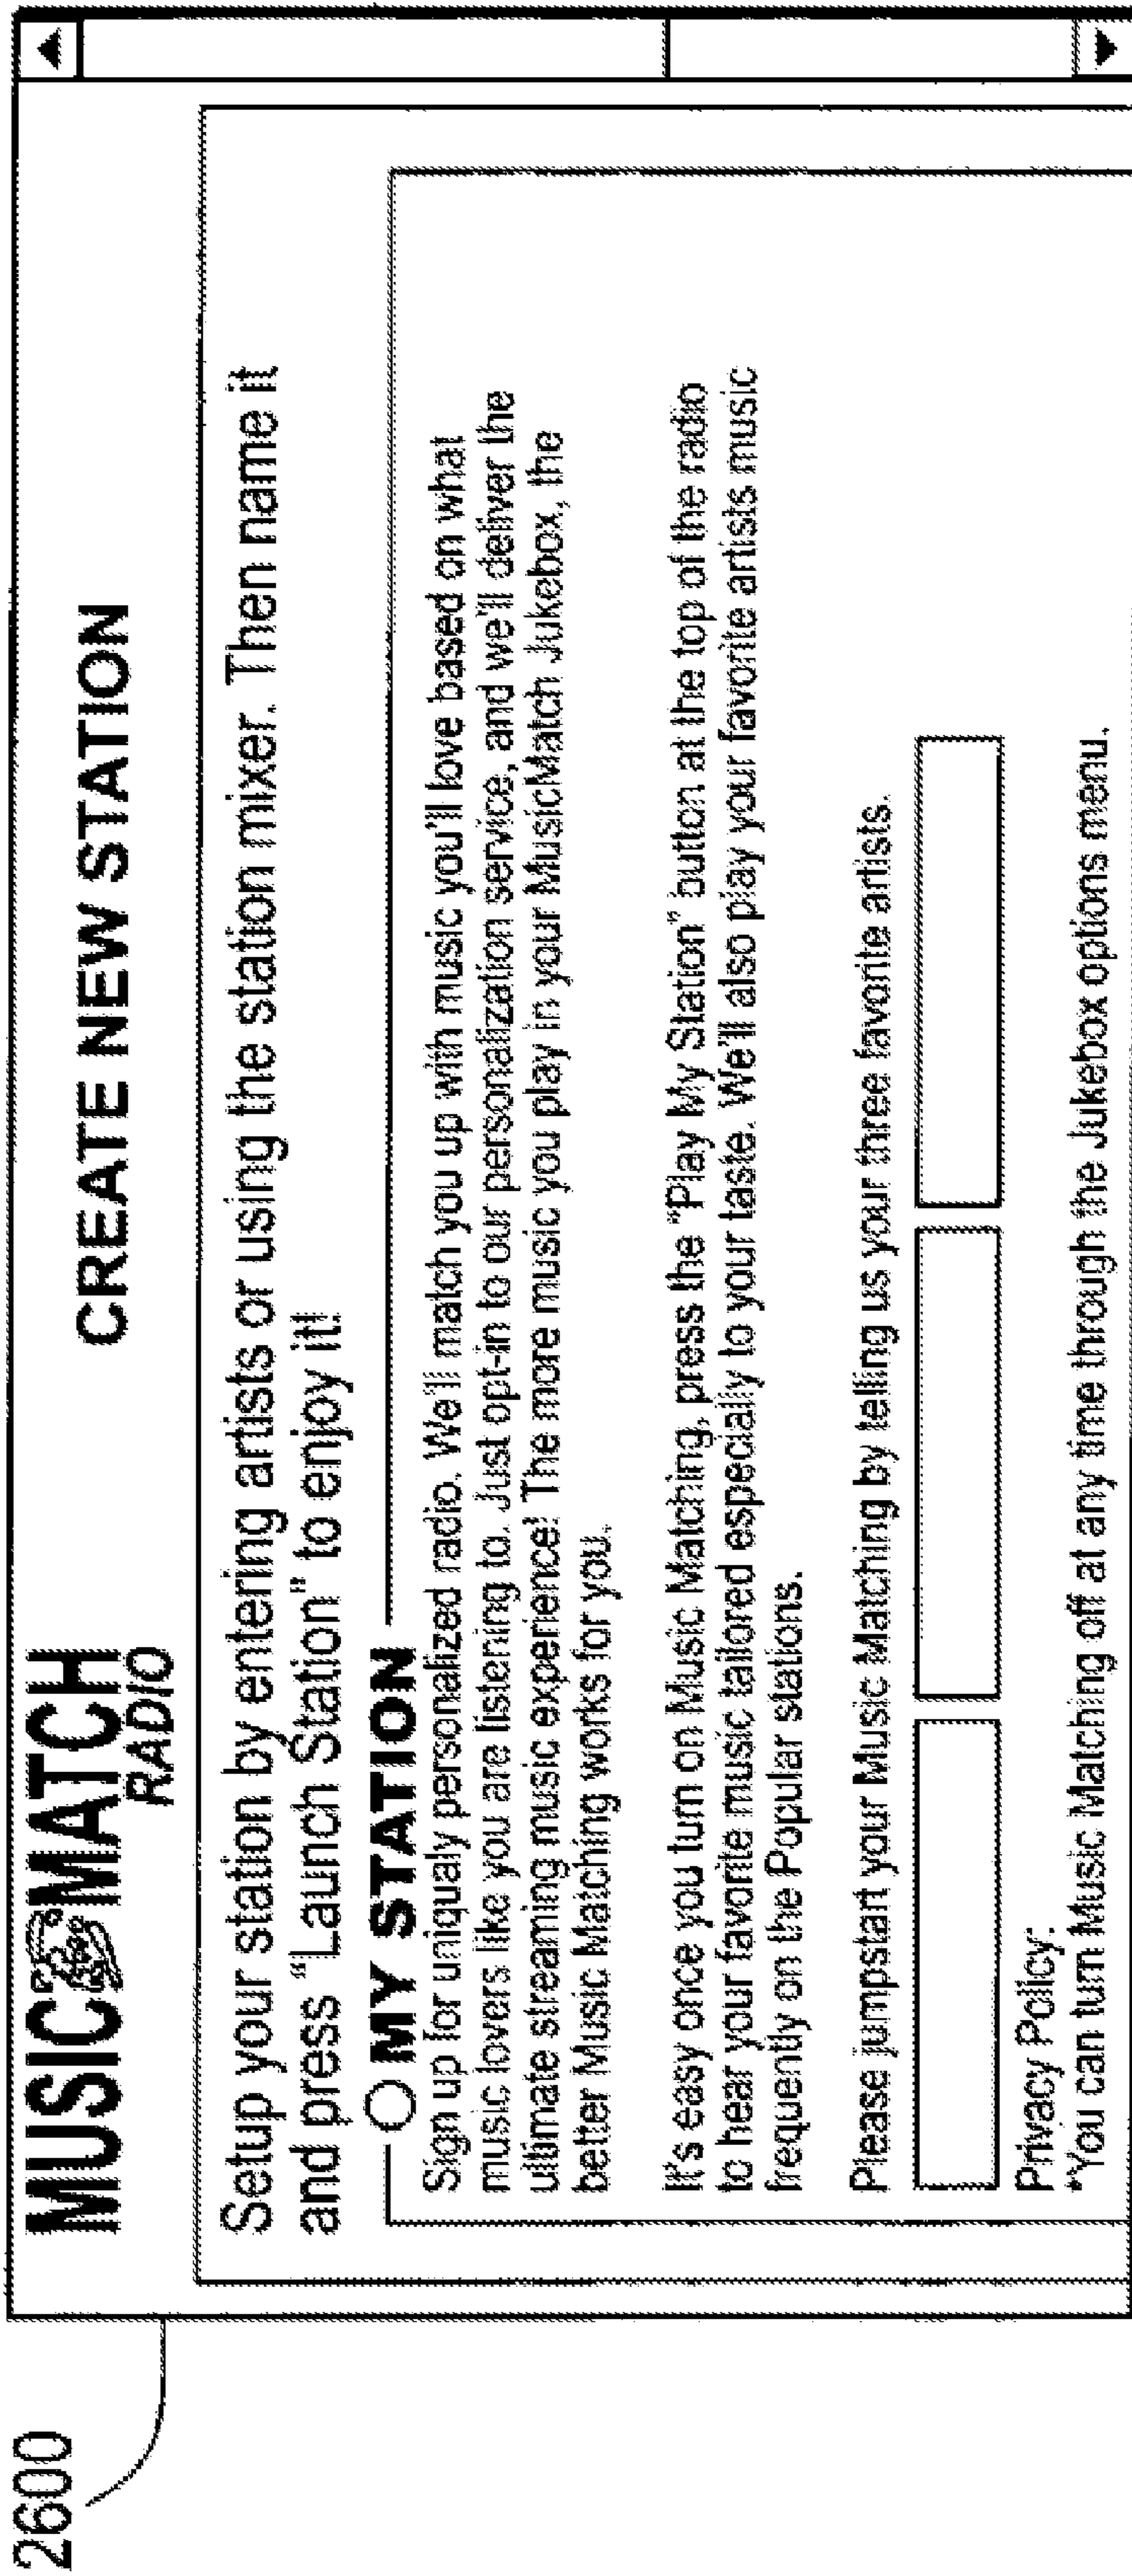 2600
MUSICMATCH
RADIO
CREATE NEW STATION
Setup your station by entering artists or using the station mixer. Then name it
and press "Launch Station" to enjoy it!
MY STATION
Sign up for uniqualy personalized radio. We'll match you up with music you'll love based on what
music lovers like you are listening to. Just opt-in to our personalization service, and we'll deliver the
ultimate streaming music experience! The more music you play in your MusicMatch Jukebox, the
better Music Matching works for you.
It's easy once you turn on Music Matching, press the "Play My Station" button at the top of the radio
to hear your favorite music tailored especially to your taste. We'll also play your favorite artists music
frequently on the Popular stations.
Please jumpstart your Music Matching by telling us your three favorite artists.
Privacy Policy:
*You can turn Music Matching off at any time through the Jukebox options menu.